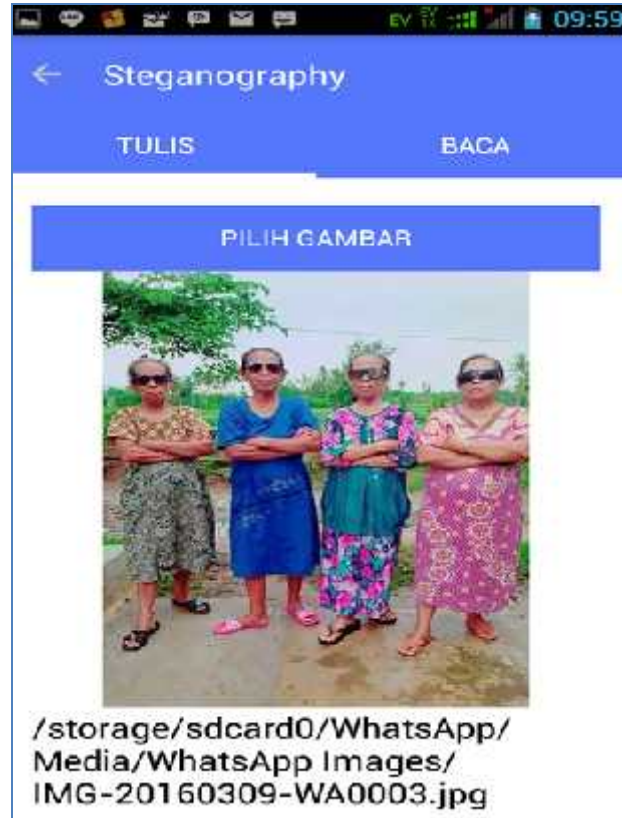 09:59
Steganography
TULIS BACA
PILIH GAMBAR
/storage/sdcard0/WhatsApp/
Media/WhatsApp Images/
IMG-20160309-WA0003.jpg